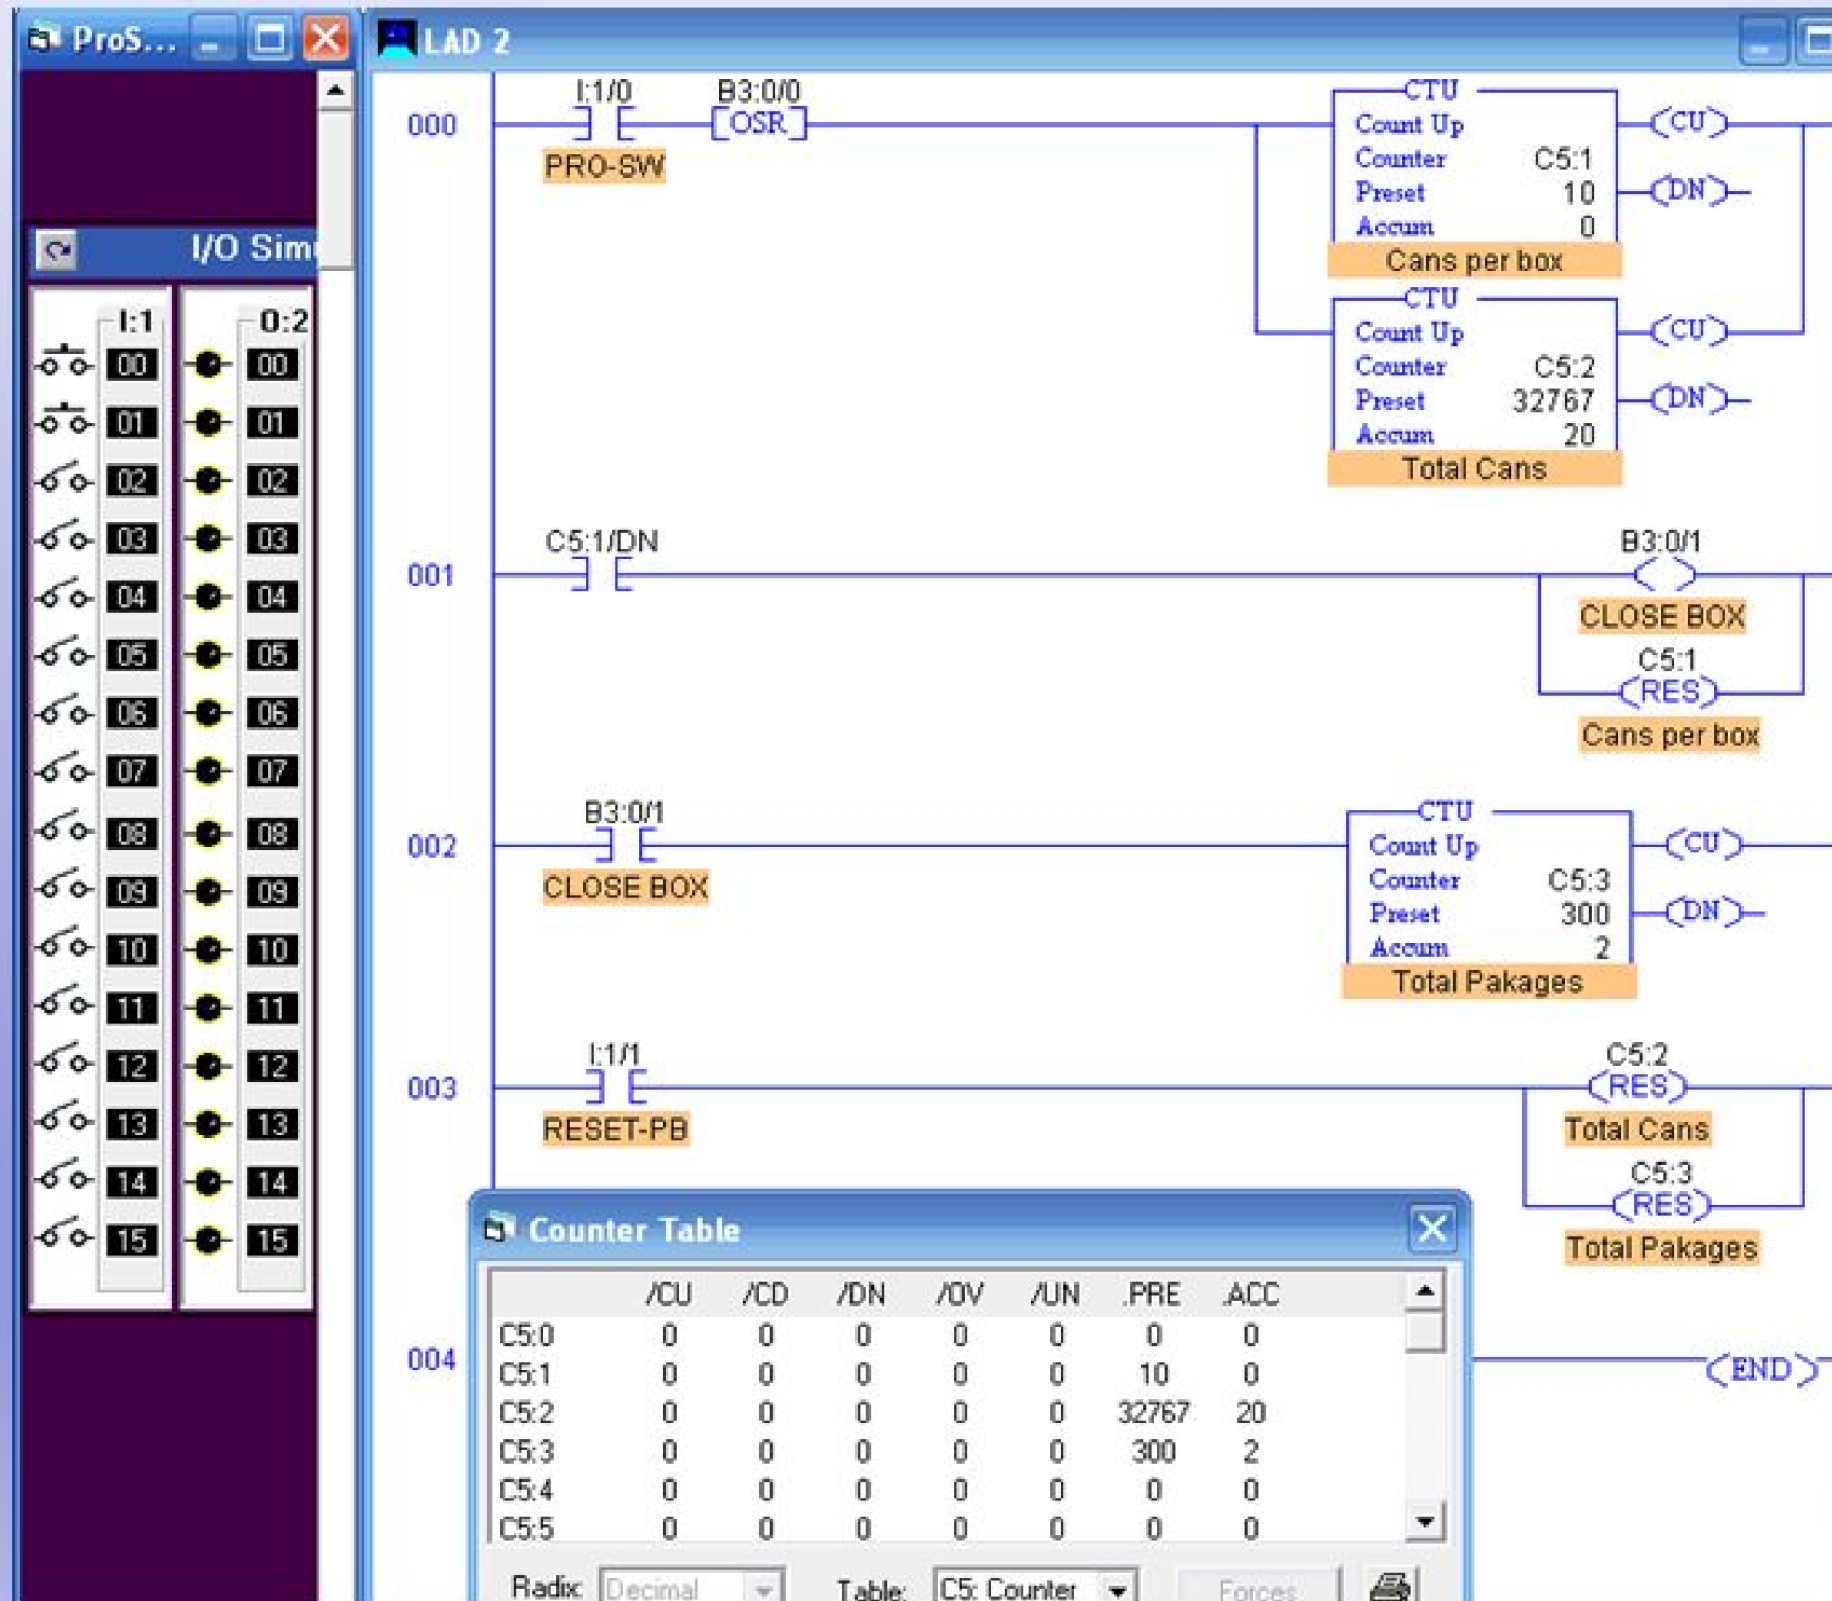 ProS...
I/O Sim
I:1 O:2
00 00
01 01
02 02
03 03
04 04
05 05
06 06
07 07
08 08
09 09
10 10
11 11
12 12
13 13
14 14
15 15
LAD 2
000
I:1/0 B3:0/0
OSR
PRO-SW
CTU
Count Up (CU)
Counter C5:1
Preset 10 (DN)
Accum 0
Cans per box
CTU
Count Up (CU)
Counter C5:2
Preset 32767 (DN)
Accum 20
Total Cans
001
C5:1/DN
B3:0/1
CLOSE BOX
C5:1
(RES)
Cans per box
002
B3:0/1
CLOSE BOX
CTU
Count Up (CU)
Counter C5:3
Preset 300 (DN)
Accum 2
Total Pakages
003
I:1/1
RESET-PB
C5:2
(RES)
Total Cans
C5:3
(RES)
Total Pakages
004
(END)
Counter Table
/CU /CD /DN /OV /UN .PRE .ACC
C5:0 0 0 0 0 0 0 0
C5:1 0 0 0 0 0 10 0
C5:2 0 0 0 0 0 32767 20
C5:3 0 0 0 0 0 300 2
C5:4 0 0 0 0 0 0 0
C5:5 0 0 0 0 0 0 0
Radix: Decimal Table: C5: Counter Forces